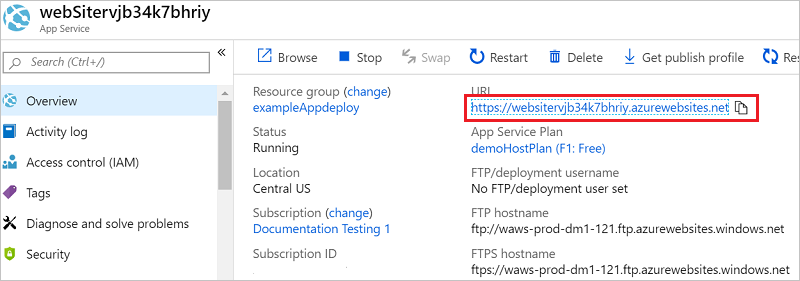 webSitervjb34k7bhriy
App Service
Search (Ctrl+/)
«
Overview
Activity log
Access control (IAM)
Tags
Diagnose and solve problems
Security
Browse Stop Swap Restart Delete Get publish profile Res
Resource group (change)
exampleAppdeploy
Status
Running
Location
Central US
Subscription (change)
Documentation Testing 1
Subscription ID
URL
https://websitervjb34k7bhriy.azurewebsites.net
App Service Plan
demoHostPlan (F1: Free)
FTP/deployment username
No FTP/deployment user set
FTP hostname
ftp://waws-prod-dm1-121.ftp.azurewebsites.windows.net
FTPS hostname
ftps://waws-prod-dm1-121.ftp.azurewebsites.windows.net